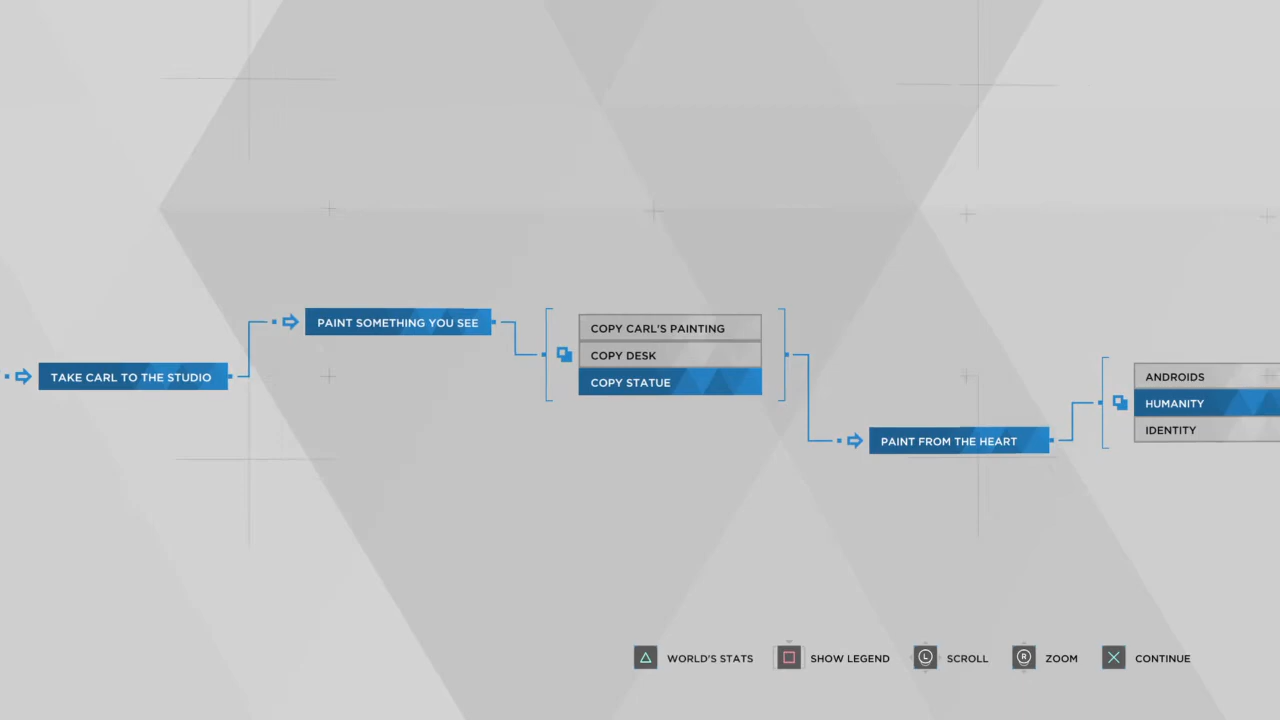 TAKE CARL TO THE STUDIO
PAINT SOMETHING YOU SEE
COPY CARL'S PAINTING
COPY DESK
COPY STATUE
PAINT FROM THE HEART
ANDROIDS
HUMANITY
IDENTITY
WORLD'S STATS
SHOW LEGEND
L
SCROLL
R
ZOOM
CONTINUE